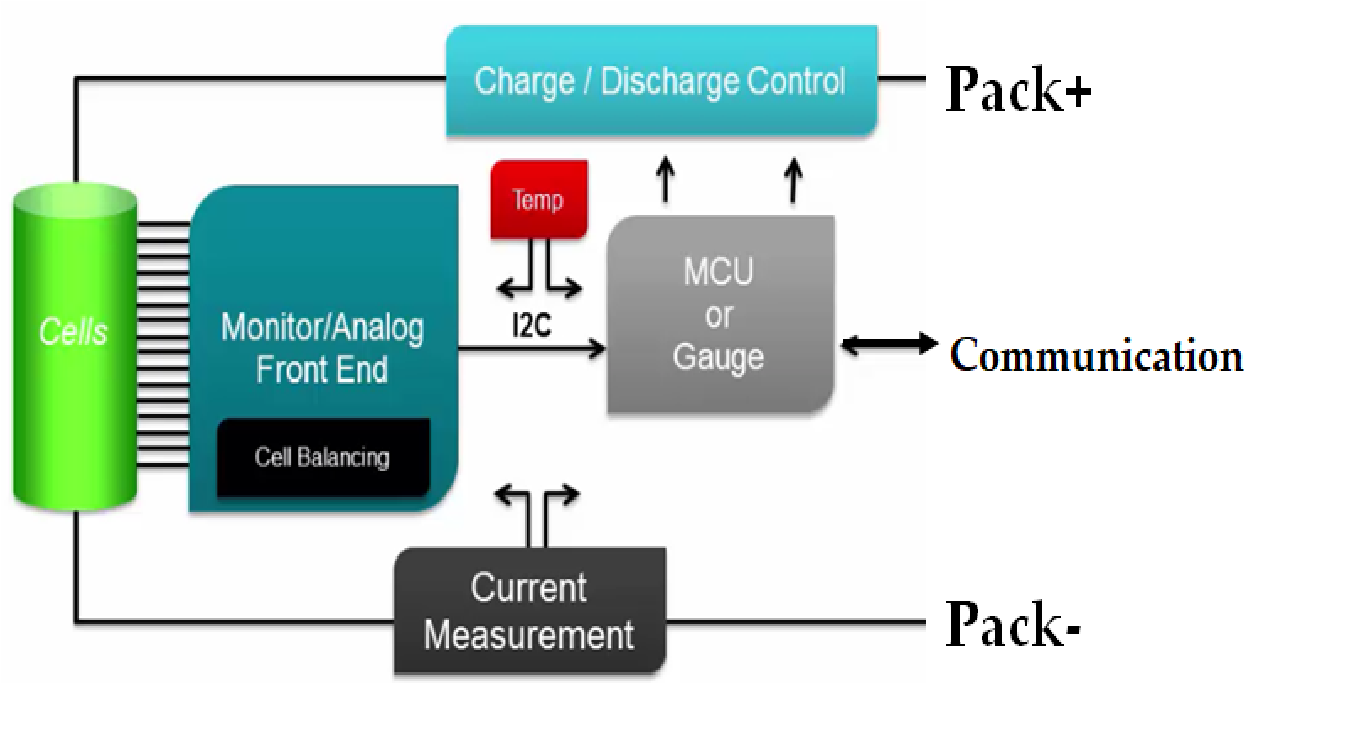 Charge / Discharge Control
Pack+
Temp
MCU
or
Gauge
Cells
Monitor/Analog
Front End
I2C
Communication
Cell Balancing
Current
Measurement
Pack-